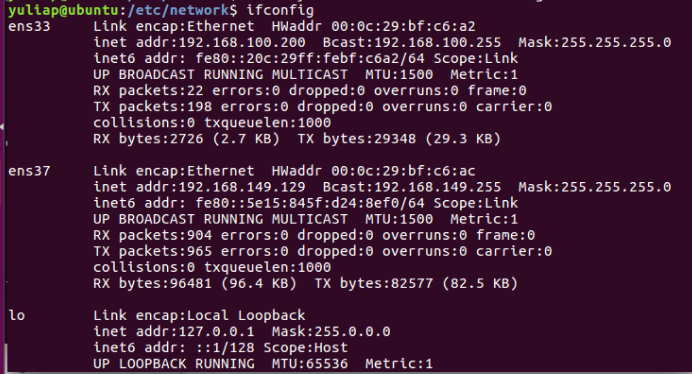 yuliap@ubuntu:/etc/network$ ifconfig
ens33 Link encap:Ethernet HWaddr 00:0c:29:bf:c6:a2
inet addr:192.168.100.200 Bcast:192.168.100.255 Mask:255.255.255.0
inet6 addr: fe80::20c:29ff:febf:c6a2/64 Scope:Link
UP BROADCAST RUNNING MULTICAST MTU:1500 Metric:1
RX packets:22 errors:0 dropped:0 overruns:0 frame:0
TX packets:198 errors:0 dropped:0 overruns:0 carrier:0
collisions:0 txqueuelen:1000
RX bytes:2726 (2.7 KB) TX bytes:29348 (29.3 KB)
ens37 Link encap:Ethernet HWaddr 00:0c:29:bf:c6:ac
inet addr:192.168.149.129 Bcast:192.168.149.255 Mask:255.255.255.0
inet6 addr: fe80::5e15:845f:d24:8ef0/64 Scope:Link
UP BROADCAST RUNNING MULTICAST MTU:1500 Metric:1
RX packets:904 errors:0 dropped:0 overruns:0 frame:0
TX packets:965 errors:0 dropped:0 overruns:0 carrier:0
collisions:0 txqueuelen:1000
RX bytes:96481 (96.4 KB) TX bytes:82577 (82.5 KB)
lo Link encap:Local Loopback
inet addr:127.0.0.1 Mask:255.0.0.0
inet6 addr: ::1/128 Scope:Host
UP LOOPBACK RUNNING MTU:65536 Metric:1